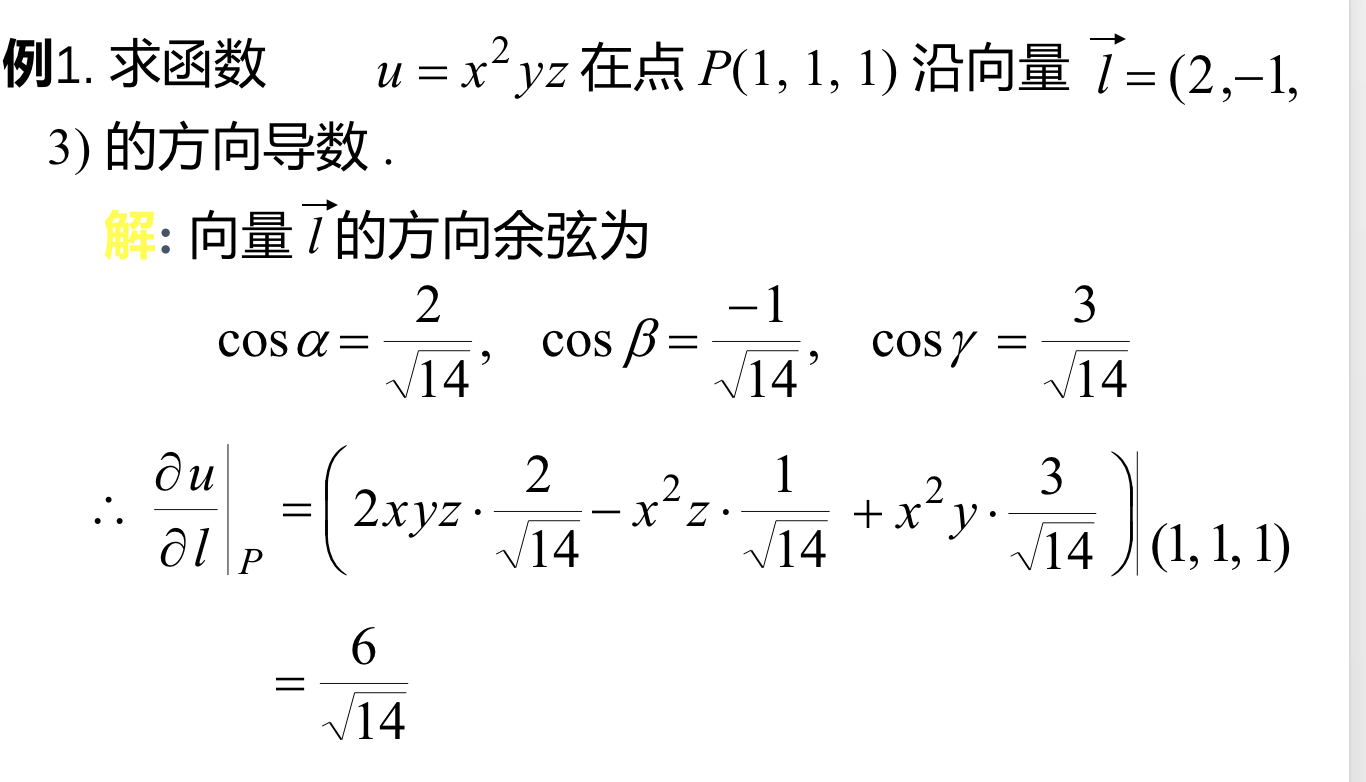 例1. 求函数 u = x²yz 在点 P(1, 1, 1) 沿向量 $\vec{l}$ = (2,−1,
3) 的方向导数 .
解: 向量 $\vec{l}$ 的方向余弦为
$\cos\alpha = \frac{2}{\sqrt{14}}, \quad \cos\beta = \frac{-1}{\sqrt{14}}, \quad \cos\gamma = \frac{3}{\sqrt{14}}$
$\therefore \left.\frac{\partial u}{\partial l}\right|_P = \left.\left(2xyz \cdot \frac{2}{\sqrt{14}} - x^2 z \cdot \frac{1}{\sqrt{14}} + x^2 y \cdot \frac{3}{\sqrt{14}}\right)\right|_{(1, 1, 1)}$
$= \frac{6}{\sqrt{14}}$